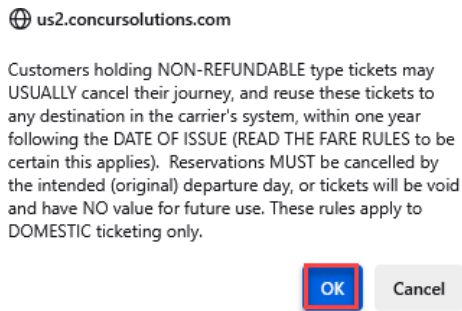 us2.concursolutions.com
Customers holding NON-REFUNDABLE type tickets may
USUALLY cancel their journey, and reuse these tickets to
any destination in the carrier's system, within one year
following the DATE OF ISSUE (READ THE FARE RULES to be
certain this applies).  Reservations MUST be cancelled by
the intended (original) departure day, or tickets will be void
and have NO value for future use. These rules apply to
DOMESTIC ticketing only.
OK Cancel